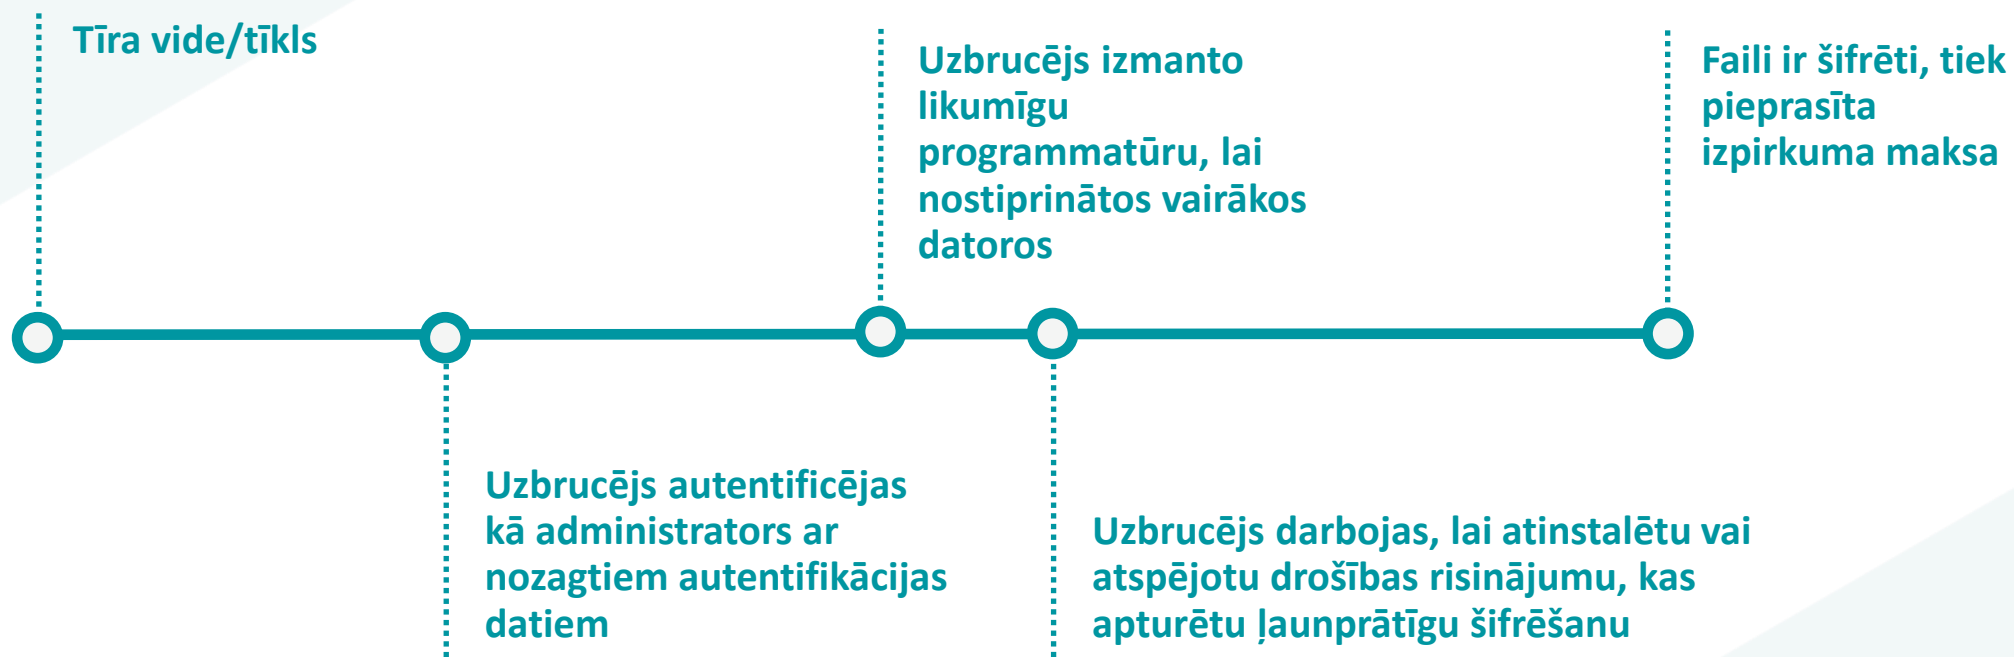 Tīra vide/tīkls
Uzbrucējs autentificējas
kā administrators ar
nozagtiem autentifikācijas
datiem
Uzbrucējs izmanto
likumīgu
programmatūru, lai
nostiprinātos vairākos
datoros
Uzbrucējs darbojas, lai atinstalētu vai
atspējotu drošības risinājumu, kas
apturētu ļaunprātīgu šifrēšanu
Faili ir šifrēti, tiek
pieprasīta
izpirkuma maksa